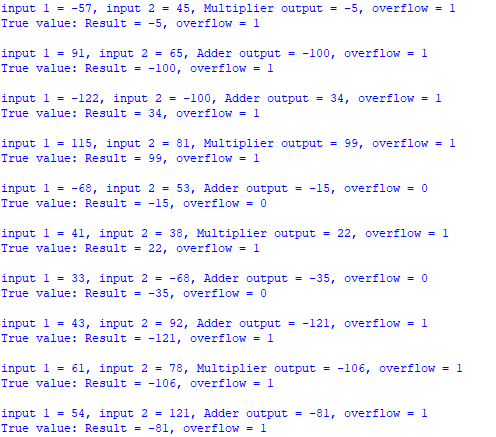 input 1 = -57, input 2 = 45, Multiplier output = -5, overflow = 1
True value: Result = -5, overflow = 1
input 1 = 91, input 2 = 65, Adder output = -100, overflow = 1
True value: Result = -100, overflow = 1
input 1 = -122, input 2 = -100, Adder output = 34, overflow = 1
True value: Result = 34, overflow = 1
input 1 = 115, input 2 = 81, Multiplier output = 99, overflow = 1
True value: Result = 99, overflow = 1
input 1 = -68, input 2 = 53, Adder output = -15, overflow = 0
True value: Result = -15, overflow = 0
input 1 = 41, input 2 = 38, Multiplier output = 22, overflow = 1
True value: Result = 22, overflow = 1
input 1 = 33, input 2 = -68, Adder output = -35, overflow = 0
True value: Result = -35, overflow = 0
input 1 = 43, input 2 = 92, Adder output = -121, overflow = 1
True value: Result = -121, overflow = 1
input 1 = 61, input 2 = 78, Multiplier output = -106, overflow = 1
True value: Result = -106, overflow = 1
input 1 = 54, input 2 = 121, Adder output = -81, overflow = 1
True value: Result = -81, overflow = 1